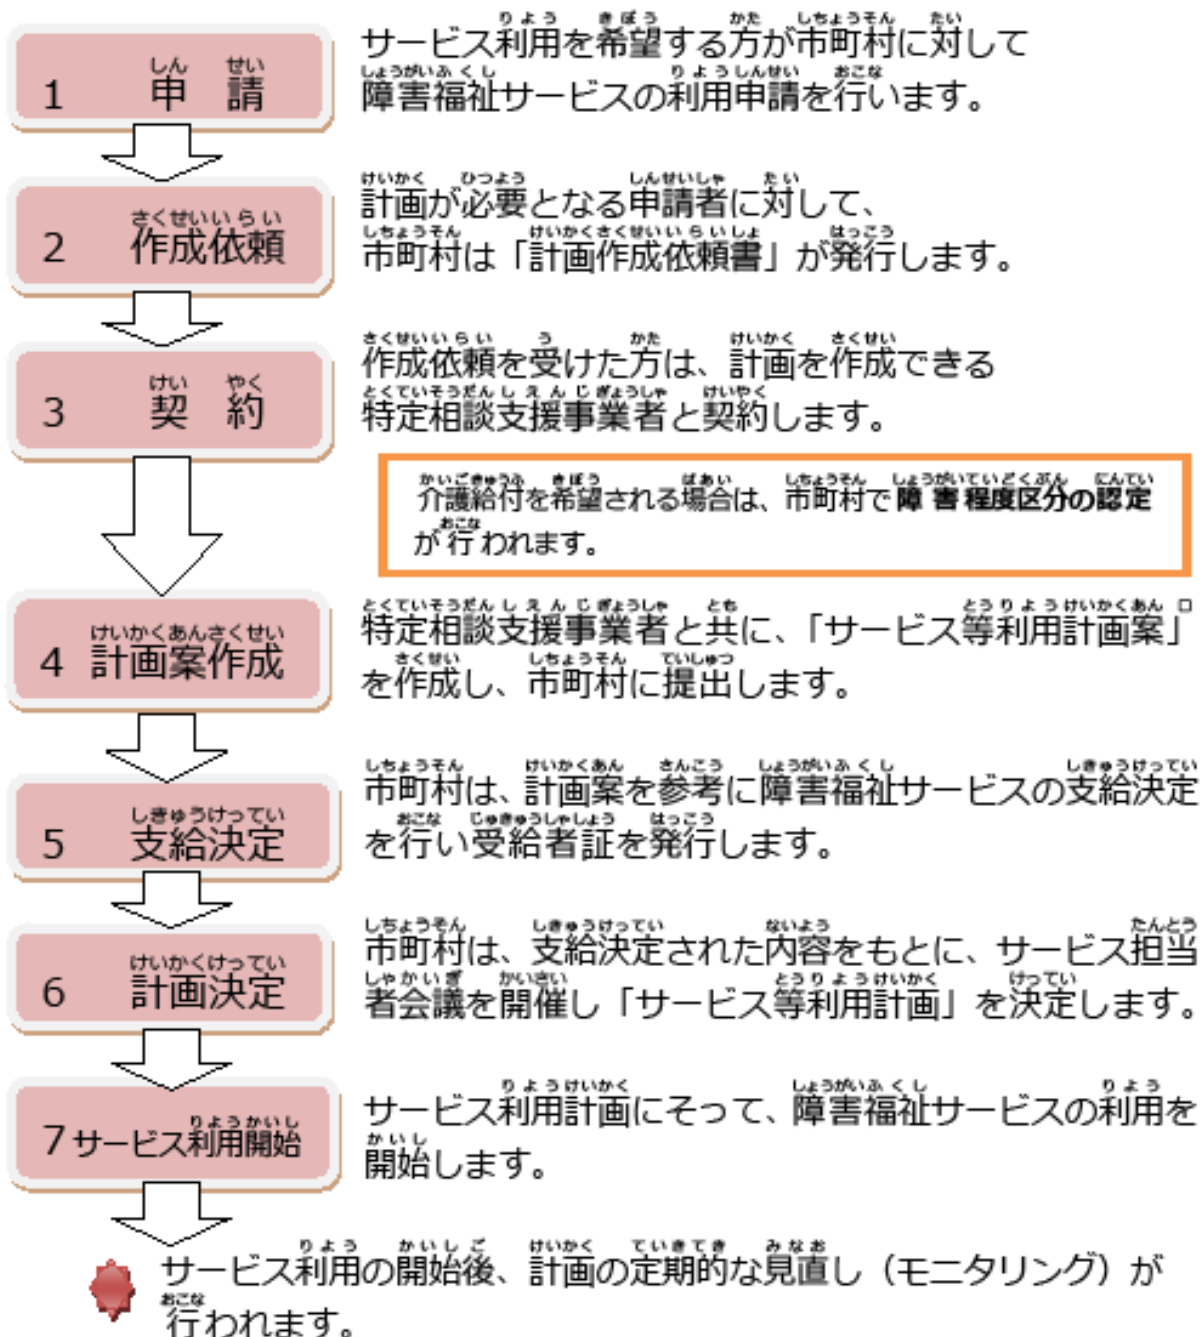 1 申請
サービス利用を希望する方が市町村に対して
障害福祉サービスの利用申請を行います。
2 作成依頼
計画が必要となる申請者に対して、
市町村は「計画作成依頼書」が発行します。
3 契約
作成依頼を受けた方は、計画を作成できる
特定相談支援事業者と契約します。
介護給付を希望される場合は、市町村で障害程度区分の認定
が行われます。
4 計画案作成
特定相談支援事業者と共に、「サービス等利用計画案」
を作成し、市町村に提出します。
5 支給決定
市町村は、計画案を参考に障害福祉サービスの支給決定
を行い受給者証を発行します。
6 計画決定
市町村は、支給決定された内容をもとに、サービス担当
者会議を開催し「サービス等利用計画」を決定します。
7 サービス利用開始
サービス利用計画にそって、障害福祉サービスの利用を
開始します。
サービス利用の開始後、計画の定期的な見直し（モニタリング）が
行われます。